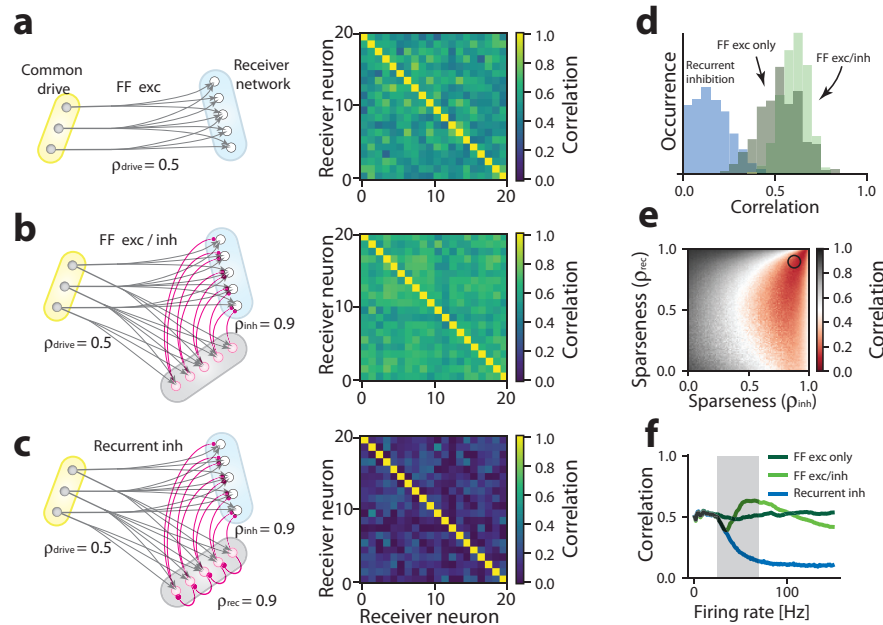 a
Common
drive
FF exc
Receiver
network
ρdrive = 0.5
Receiver neuron
20
10
0
0
10
20
1.0
0.8
0.6
0.4
0.2
0.0
Correlation
b
FF exc / inh
ρdrive = 0.5
ρinh = 0.9
Receiver neuron
20
10
0
0
10
20
1.0
0.8
0.6
0.4
0.2
0.0
Correlation
c
Recurrent inh
ρdrive = 0.5
ρinh = 0.9
ρrec = 0.9
Receiver neuron
20
10
0
0
10
20
Receiver neuron
1.0
0.8
0.6
0.4
0.2
0.0
Correlation
d
FF exc only
FF exc/inh
Recurrent
inhibition
Occurrence
0.0
0.5
1.0
Correlation
e
Sparseness (ρrec)
1.0
0.5
0.0
0.0
0.5
1.0
Sparseness (ρinh)
1.0
0.8
0.6
0.4
0.2
0.0
Correlation
f
FF exc only
FF exc/inh
Recurrent inh
Correlation
1.0
0.5
0.0
0
100
Firing rate [Hz]